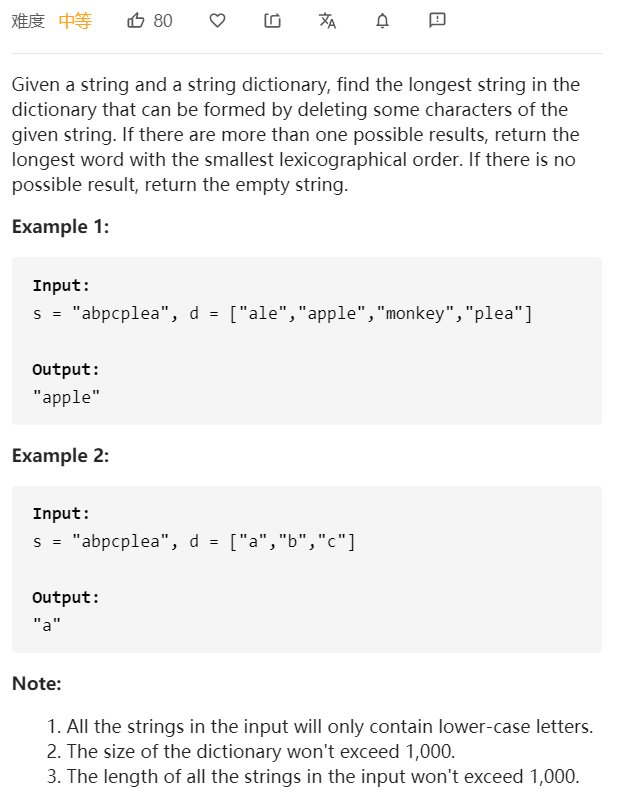 难度 中等 80
Given a string and a string dictionary, find the longest string in the
dictionary that can be formed by deleting some characters of the
given string. If there are more than one possible results, return the
longest word with the smallest lexicographical order. If there is no
possible result, return the empty string.
Example 1:
Input:
s = "abpcplea", d = ["ale","apple","monkey","plea"]
Output:
"apple"
Example 2:
Input:
s = "abpcplea", d = ["a","b","c"]
Output:
"a"
Note:
1. All the strings in the input will only contain lower-case letters.
2. The size of the dictionary won't exceed 1,000.
3. The length of all the strings in the input won't exceed 1,000.